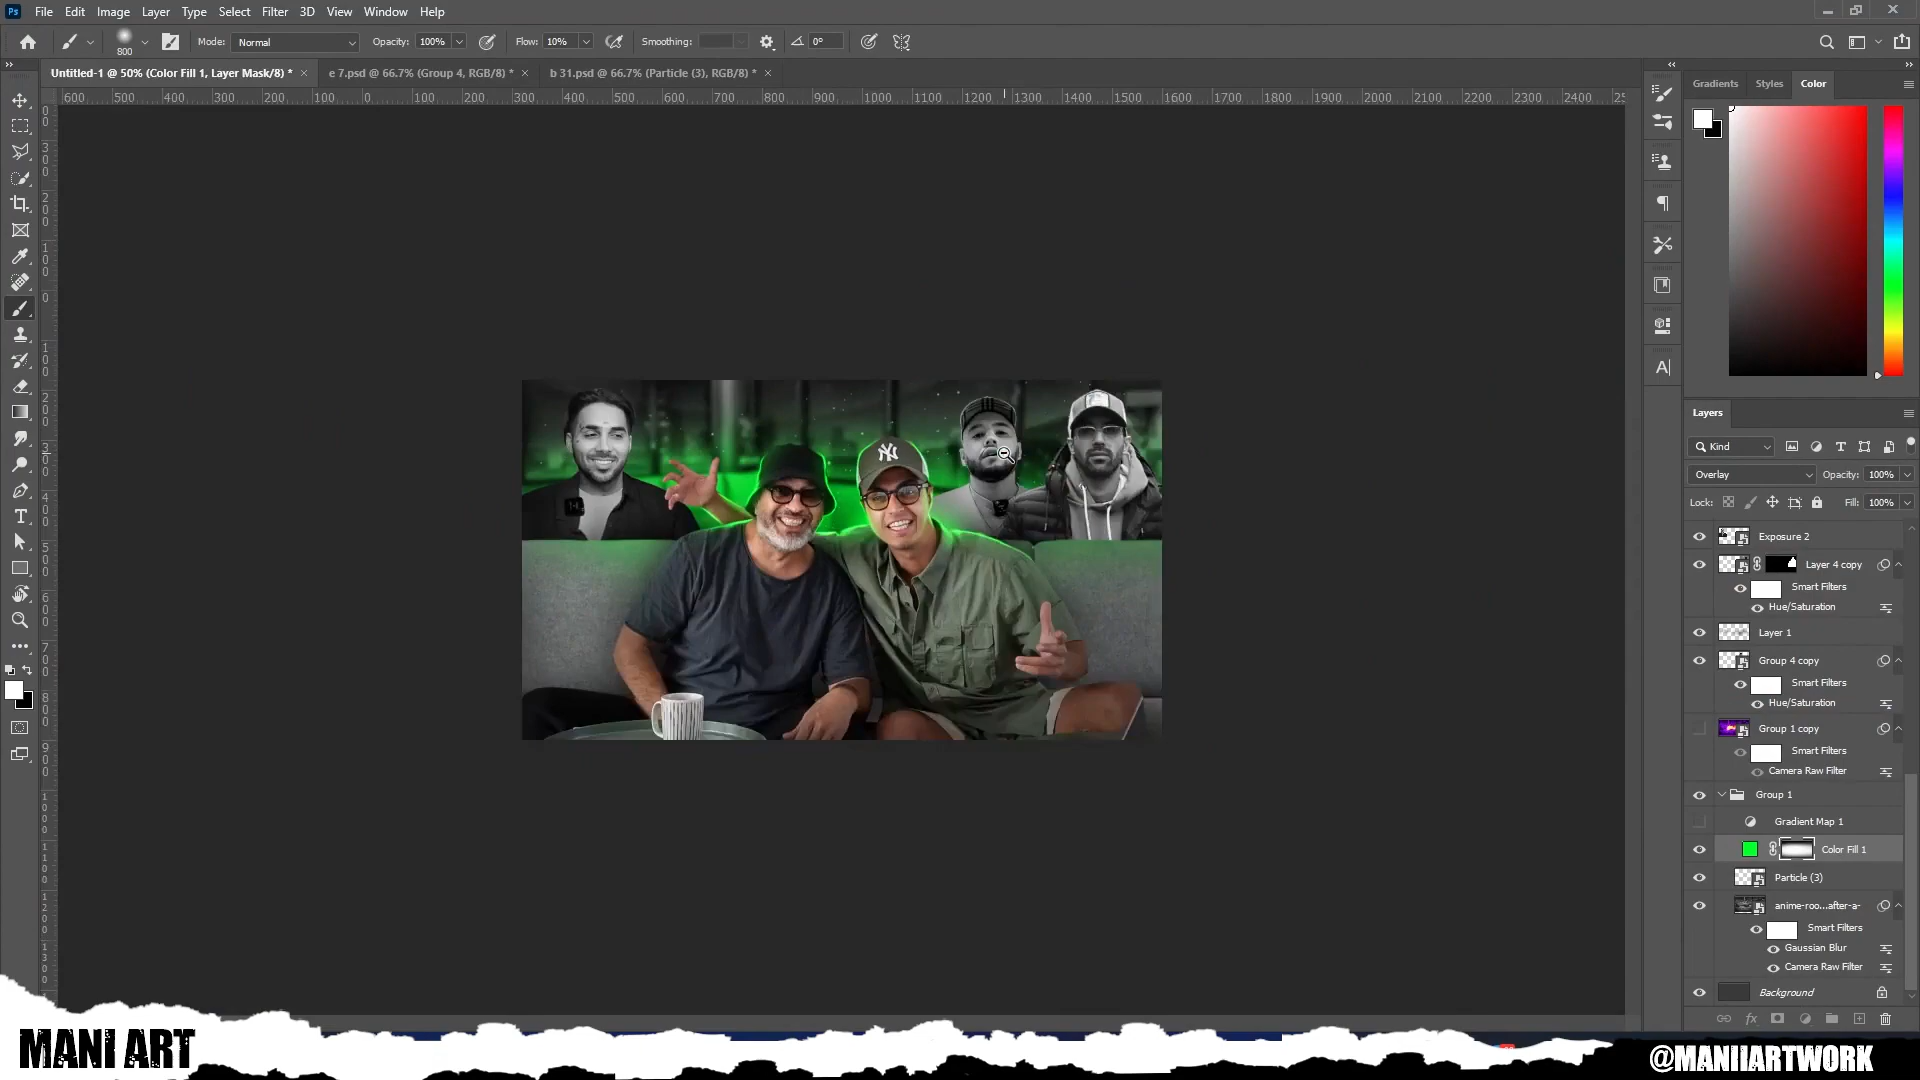 Ps File Edit Image Layer Type Select Filter 3D View Window Help
800 Mode: Normal Opacity: 100% Flow: 10% Smoothing: 0°
Untitled-1 @ 50% (Color Fill 1, Layer Mask/8) * × e 7.psd @ 66.7% (Group 4, RGB/8) * × b 31.psd @ 66.7% (Particle (3), RGB/8) * ×
600 500 400 300 200 100 0 100 200 300 400 500 600 700 800 900 1000 1100 1200 1300 1400 1500 1600 1700 1800 1900 2000 2100 2200 2300 2400
Gradients Styles Color
Layers
Kind
Overlay Opacity: 100%
Lock: Fill: 100%
Exposure 2
Layer 4 copy
Smart Filters
Hue/Saturation
Layer 1
Group 4 copy
Smart Filters
Hue/Saturation
Group 1 copy
Smart Filters
Camera Raw Filter
Group 1
Gradient Map 1
Color Fill 1
Particle (3)
anime-roo...after-a-
Smart Filters
Gaussian Blur
Camera Raw Filter
Background
NY
MANI ART
@MANIIARTWORK